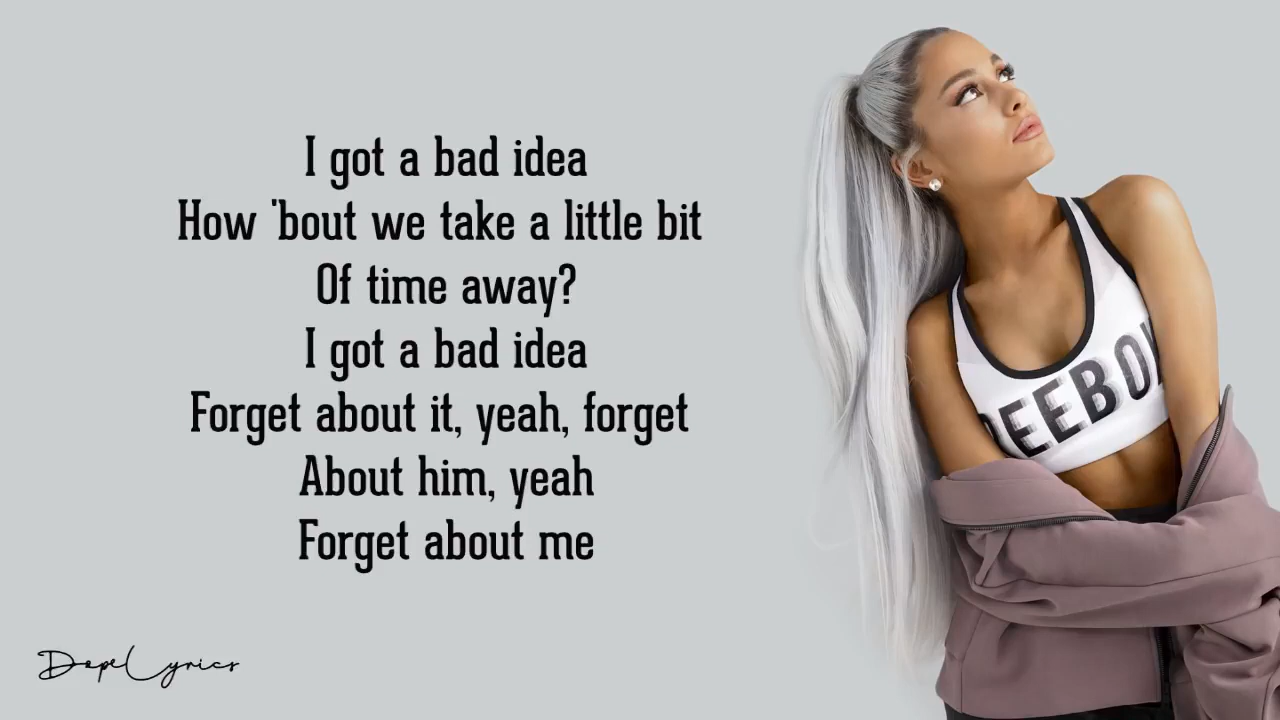 I got a bad idea
How 'bout we take a little bit
Of time away?
I got a bad idea
Forget about it, yeah, forget
About him, yeah
Forget about me
REEBOK
DopeLyrics